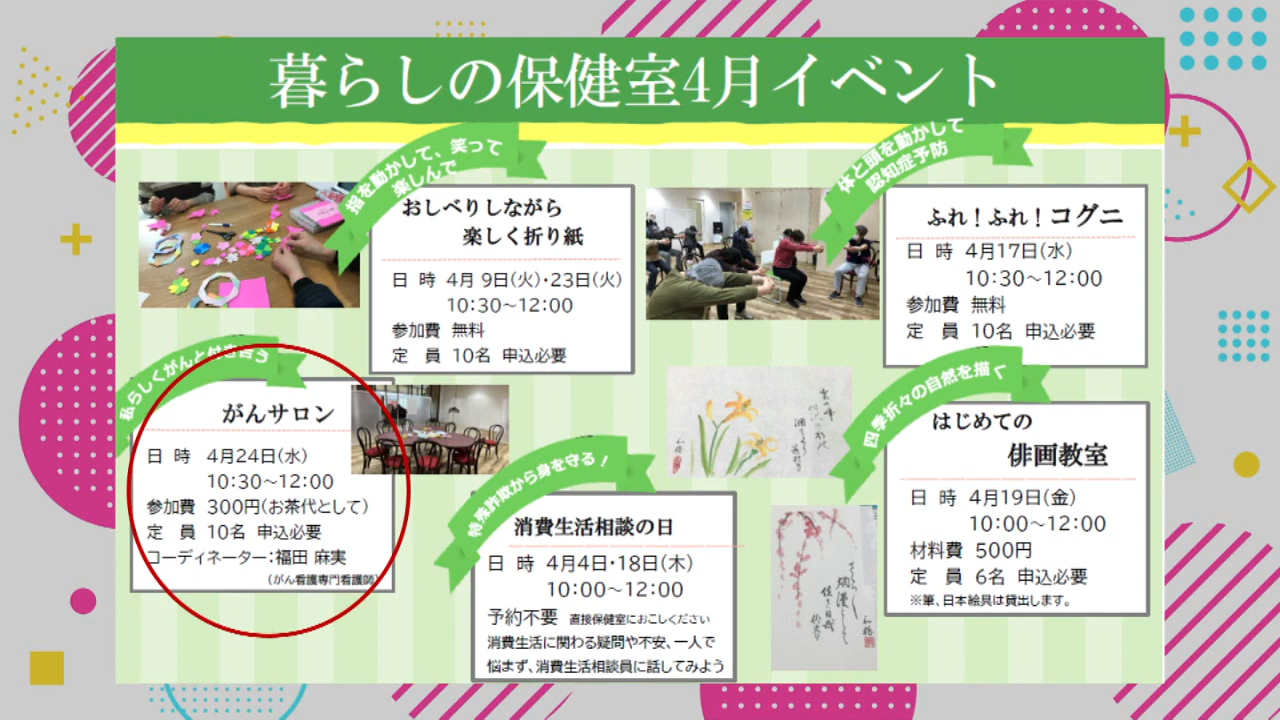 暮らしの保健室4月イベント
指を動かして、笑って
楽しんで
おしべりしながら
楽しく折り紙
日 時 4月 9日(火)・23日(火)
10:30～12:00
参加費 無料
定 員 10名 申込必要
体と頭を動かして
認知症予防
ふれ！ふれ！コグニ
日 時 4月17日(水)
10:30～12:00
参加費 無料
定 員 10名 申込必要
私らしくがんと付き合う
がんサロン
日 時 4月24日(水)
10:30～12:00
参加費 300円(お茶代として)
定 員 10名 申込必要
コーディネーター:福田 麻実
(がん看護専門看護師)
特殊詐欺から身を守る！
消費生活相談の日
日 時 4月4日・18日(木)
10:00～12:00
予約不要 直接保健室におこしください
消費生活に関わる疑問や不安、一人で
悩まず、消費生活相談員に話してみよう
四季折々の自然を描く
はじめての
俳画教室
日 時 4月19日(金)
10:00～12:00
材料費 500円
定 員 6名 申込必要
※筆、日本絵具は貸出します。